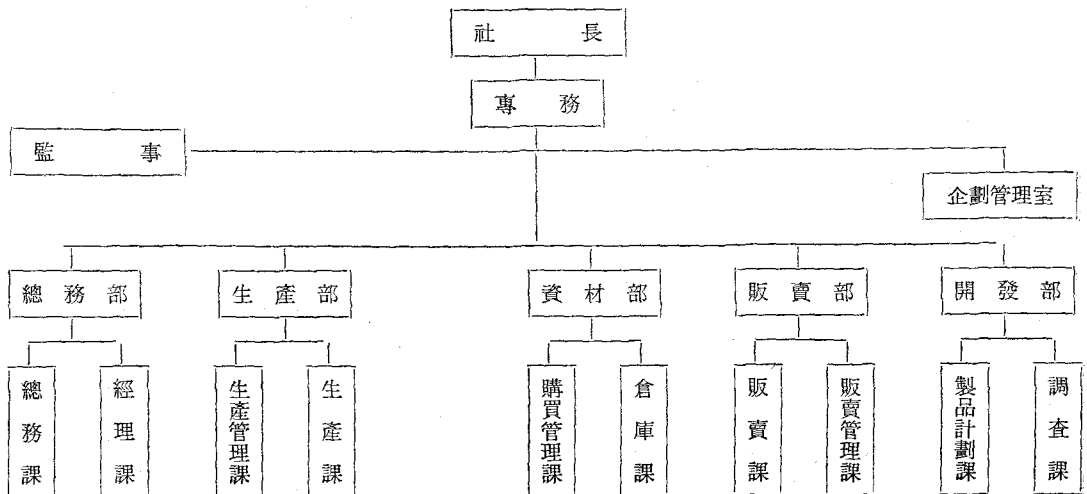 社長
專務
監事
企劃管理室
總務部
生產部
資材部
販賣部
開發部
總務課
經理課
生產管理課
生產課
購買管理課
倉庫課
販賣課
販賣管理課
製品計劃課
調査課